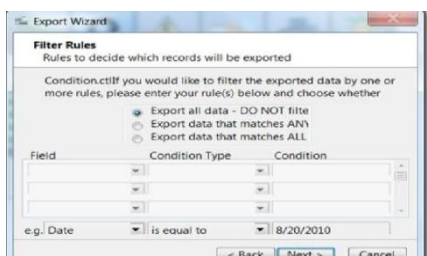 Export Wizard
Filter Rules
Rules to decide which records will be exported
Condition.ctlIf you would like to filter the exported data by one or
more rules, please enter your rule(s) below and choose whether
Export all data - DO NOT filte
Export data that matches ANY
Export data that matches ALL
Field Condition Type Condition
e.g. Date is equal to 8/20/2010
< Back Next > Cancel